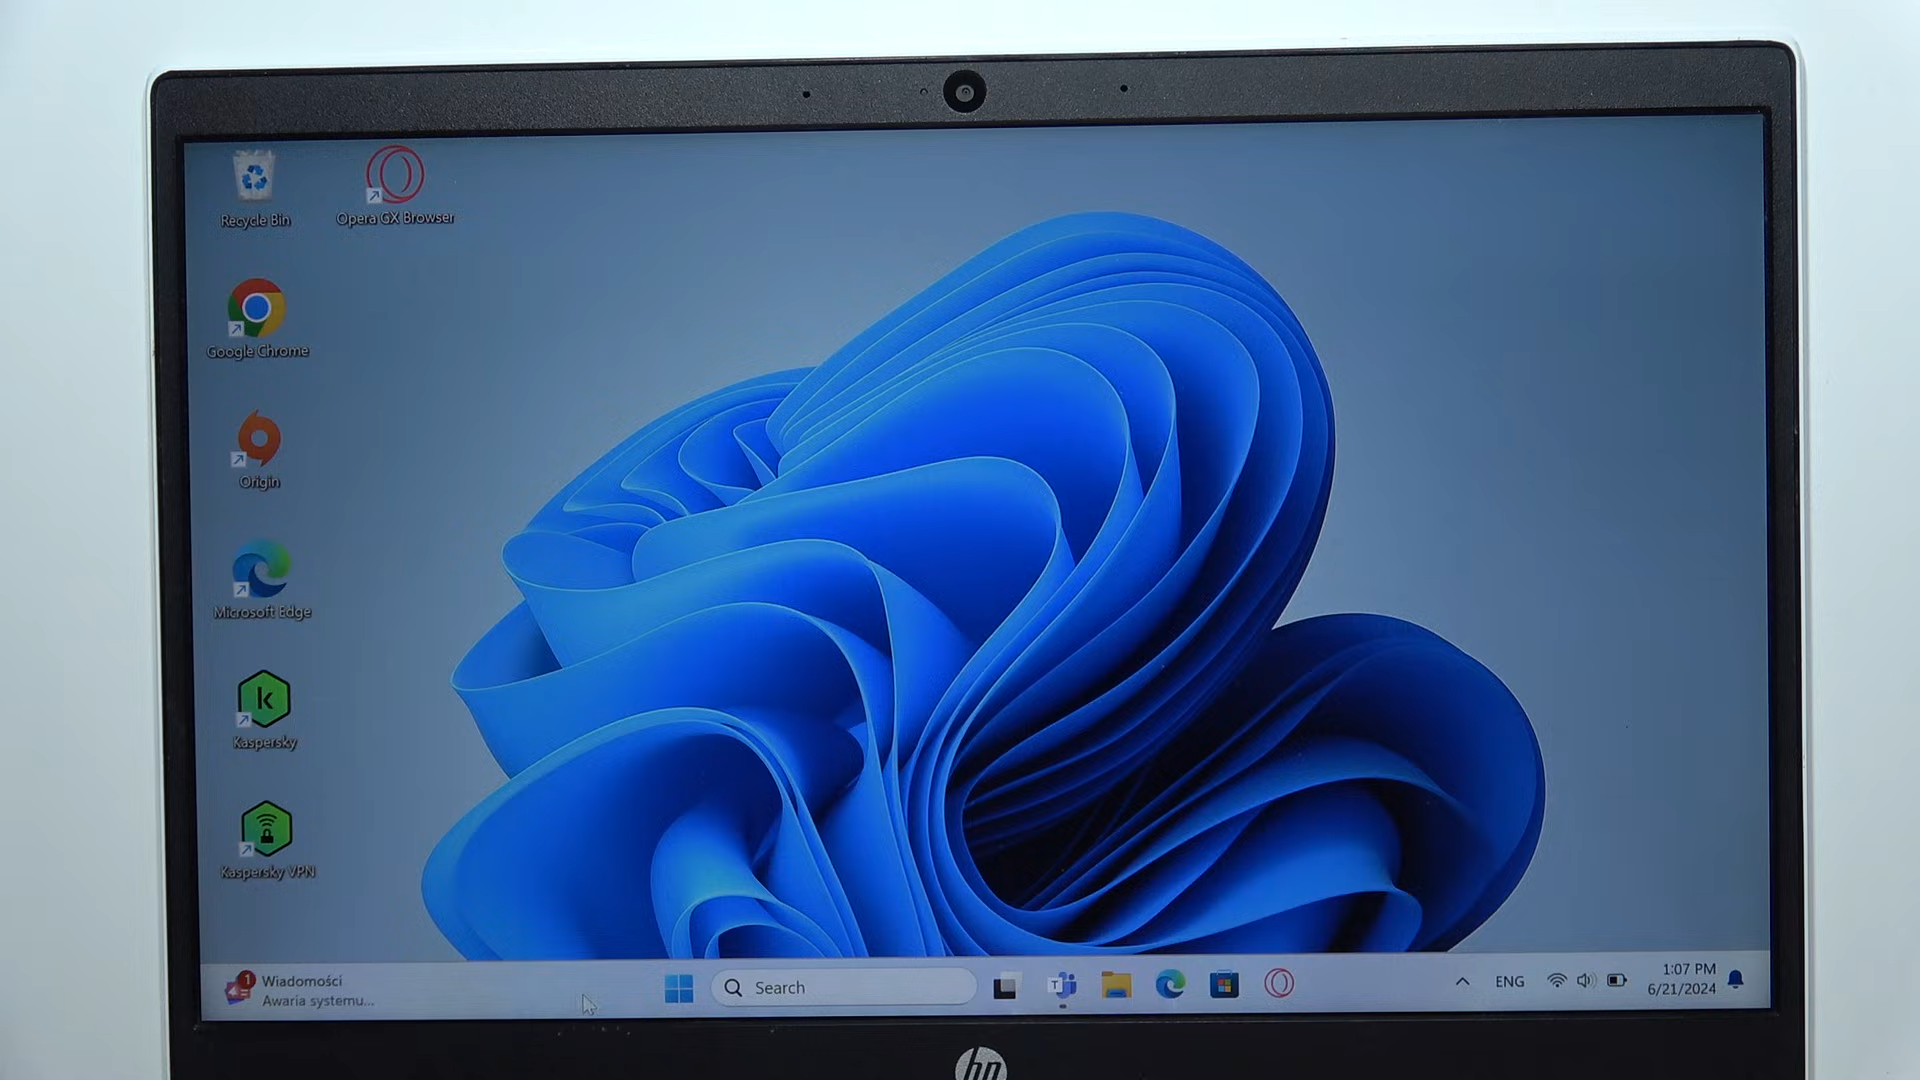 Recycle Bin
Opera GX Browser
Google Chrome
Origin
Microsoft Edge
k
Kaspersky
Kaspersky VPN
1
Wiadomości
Awaria systemu...
Search
T
ENG
1:07 PM
6/21/2024
hp